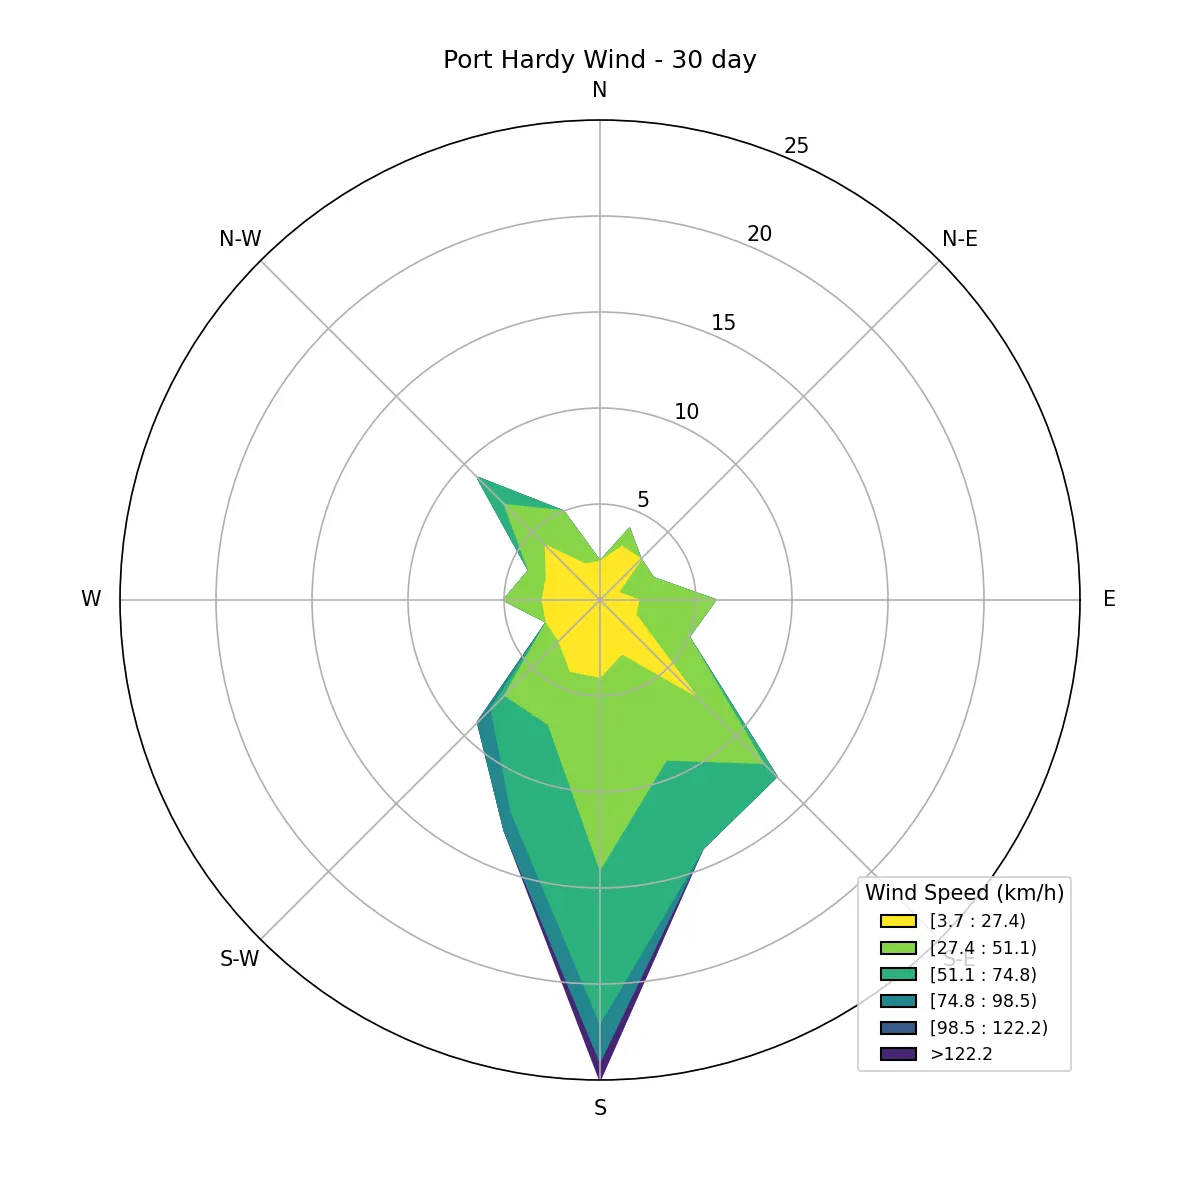 Port Hardy Wind - 30 day
N
25
N-W
N-E
20
15
10
5
W
E
S-W
S-E
S
Wind Speed (km/h)
[3.7 : 27.4)
[27.4 : 51.1)
[51.1 : 74.8)
[74.8 : 98.5)
[98.5 : 122.2)
>122.2